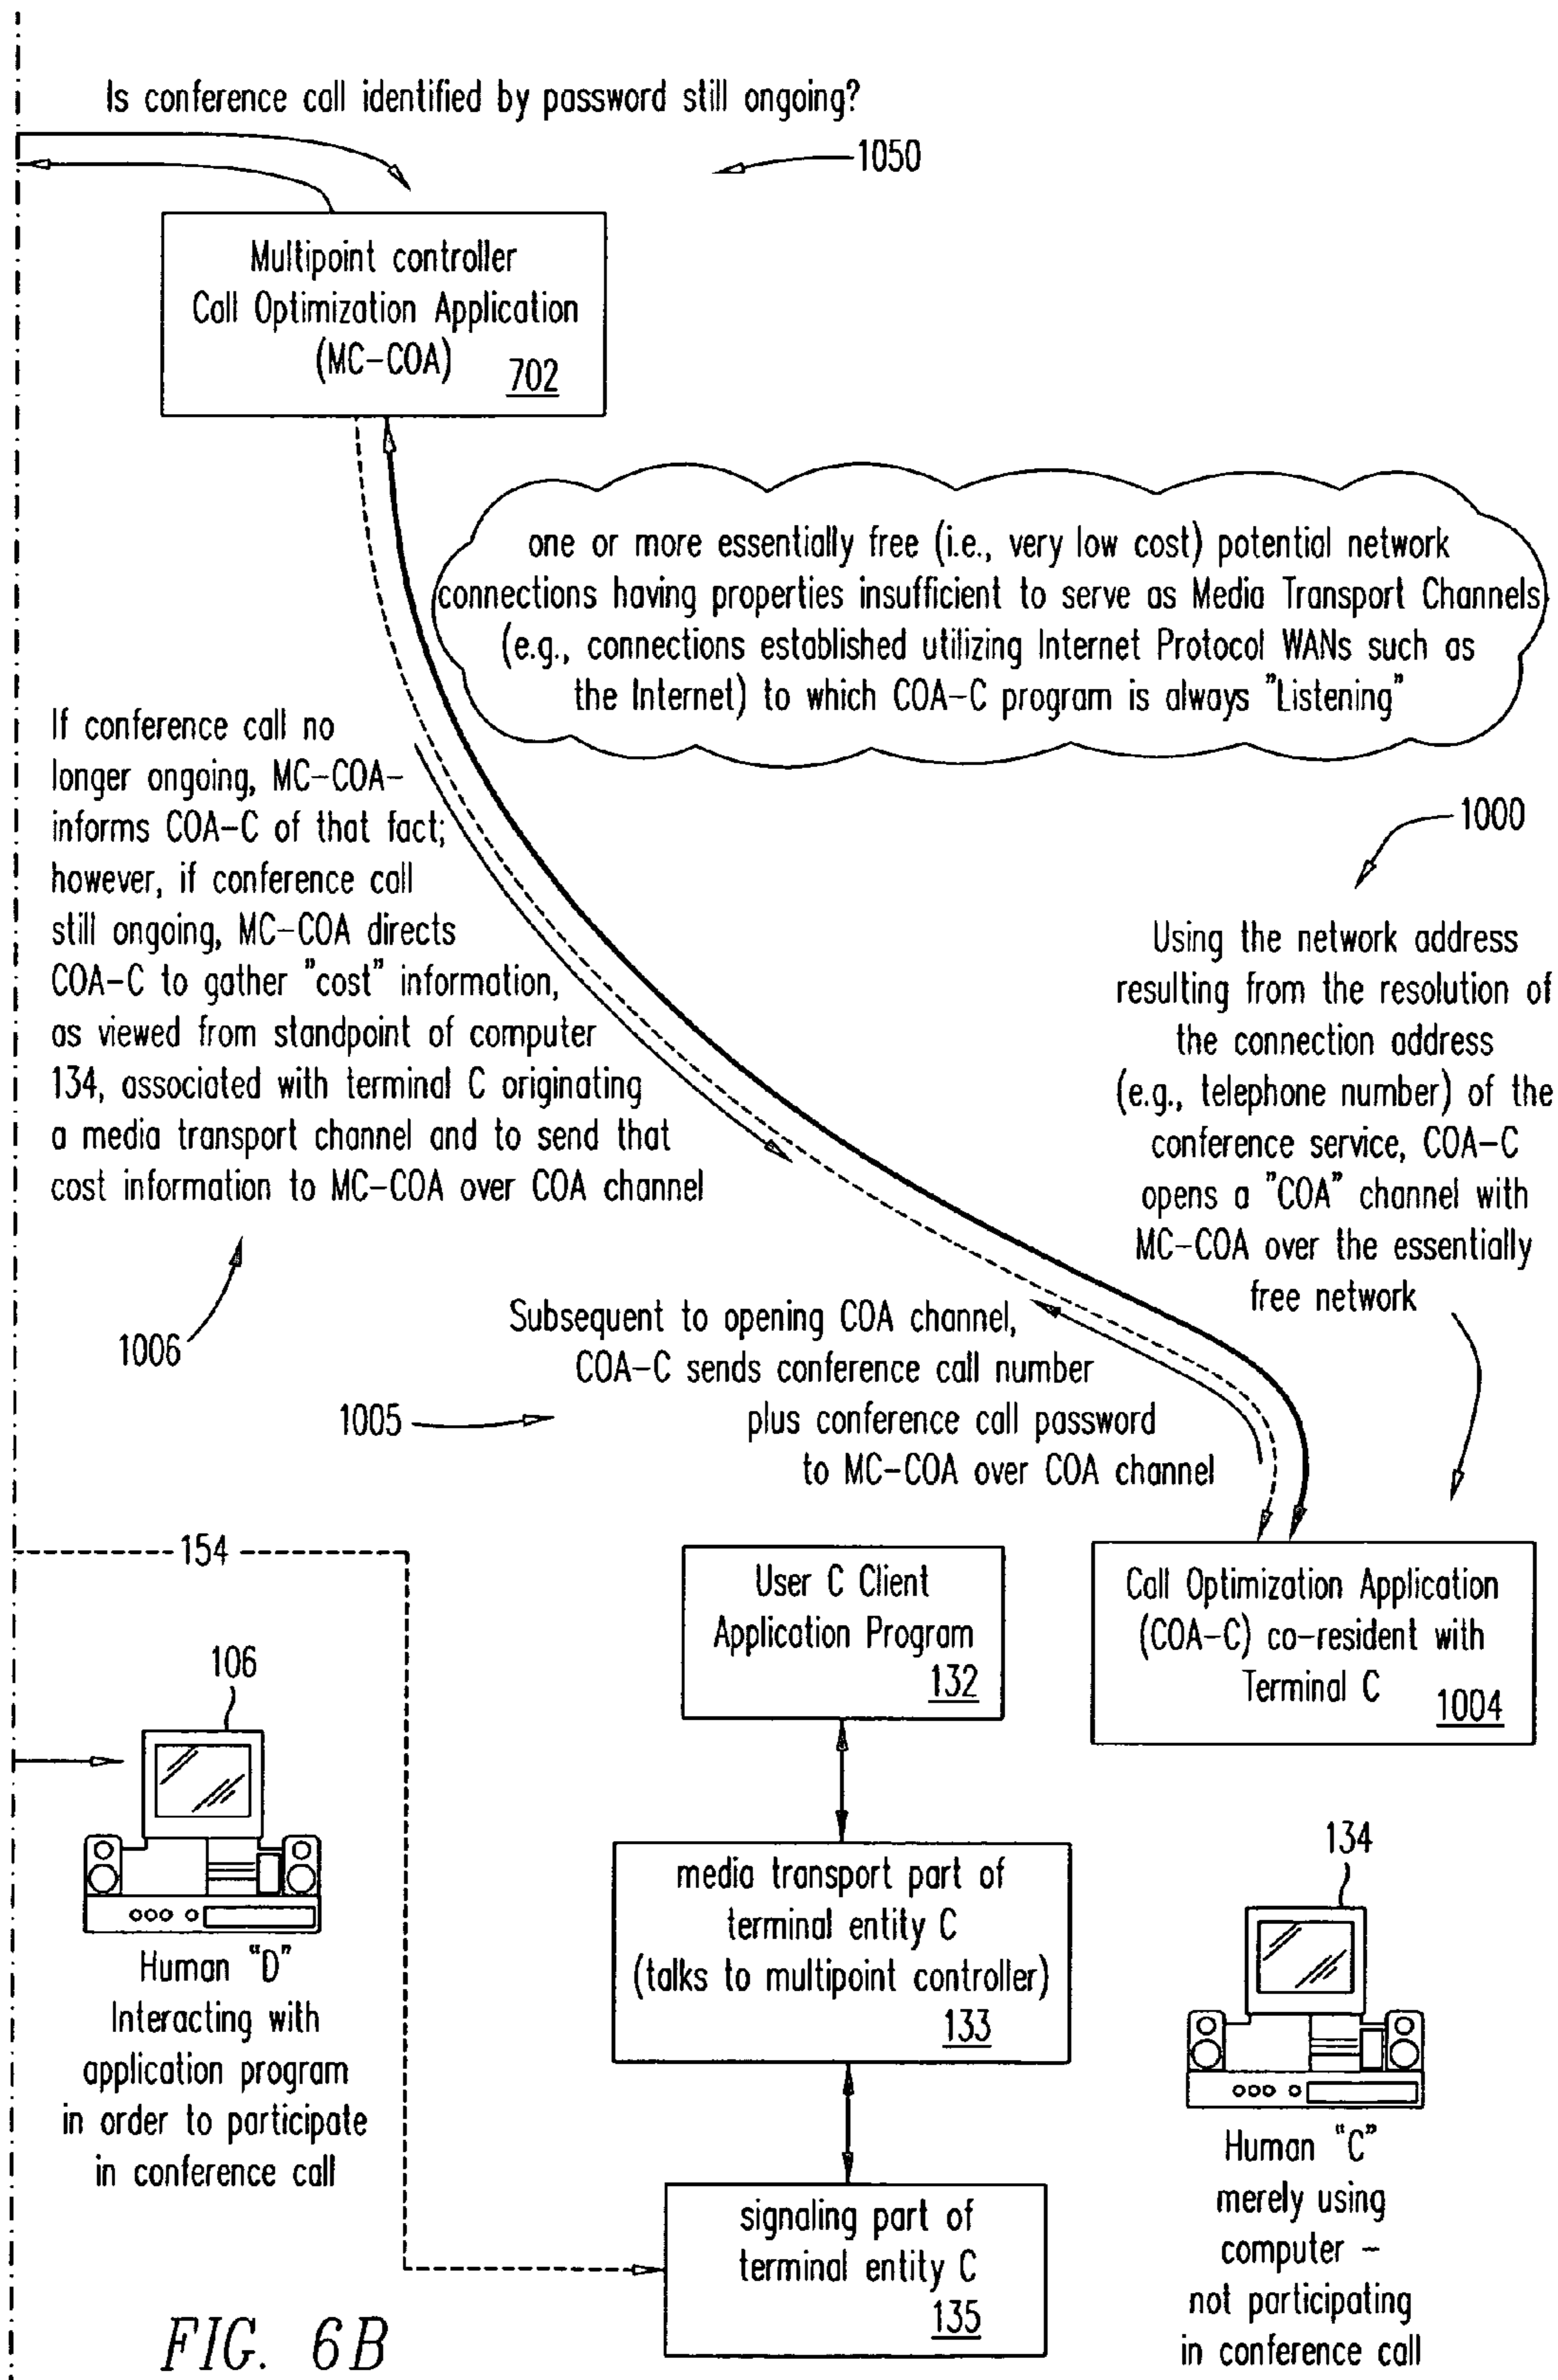 Is conference call identified by password still ongoing?
1050
Multipoint controller
Call Optimization Application
(MC-COA)
702
one or more essentially free (i.e., very low cost) potential network
connections having properties insufficient to serve as Media Transport Channels
(e.g., connections established utilizing Internet Protocol WANs such as
the Internet) to which COA-C program is always "Listening"
If conference call no
longer ongoing, MC-COA-
informs COA-C of that fact;
however, if conference call
still ongoing, MC-COA directs
COA-C to gather "cost" information,
as viewed from standpoint of computer
134, associated with terminal C originating
a media transport channel and to send that
cost information to MC-COA over COA channel
1006
1000
Using the network address
resulting from the resolution of
the connection address
(e.g., telephone number) of the
conference service, COA-C
opens a "COA" channel with
MC-COA over the essentially
free network
Subsequent to opening COA channel,
COA-C sends conference call number
plus conference call password
to MC-COA over COA channel
1005
154
User C Client
Application Program
132
Call Optimization Application
(COA-C) co-resident with
Terminal C
1004
106
Human "D"
Interacting with
application program
in order to participate
in conference call
media transport part of
terminal entity C
(talks to multipoint controller)
133
134
Human "C"
merely using
computer -
not participating
in conference call
signaling part of
terminal entity C
135
FIG. 6B